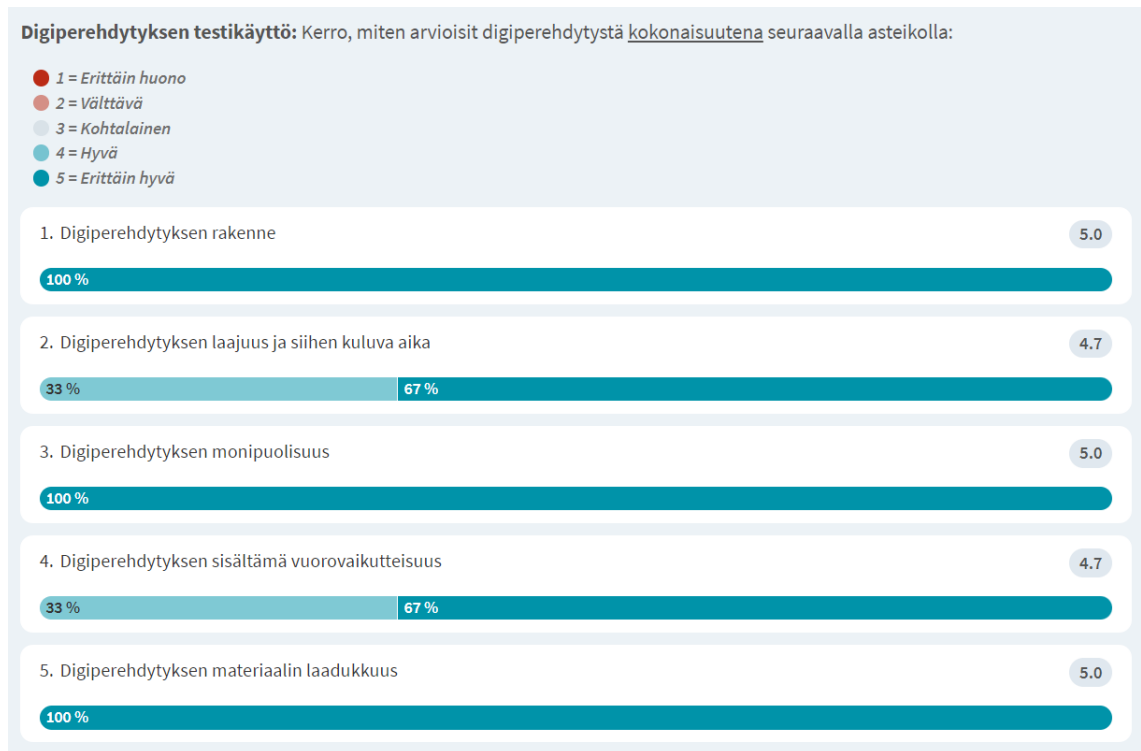 Digiperehdytyksen testikäyttö: Kerro, miten arvioisit digiperehdytystä kokonaisuutena seuraavalla asteikolla:
1 = Erittäin huono
2 = Välttävä
3 = Kohtalainen
4 = Hyvä
5 = Erittäin hyvä
1. Digiperehdytyksen rakenne 5.0
100 %
2. Digiperehdytyksen laajuus ja siihen kuluva aika 4.7
33 % 67 %
3. Digiperehdytyksen monipuolisuus 5.0
100 %
4. Digiperehdytyksen sisältämä vuorovaikutteisuus 4.7
33 % 67 %
5. Digiperehdytyksen materiaalin laadukkuus 5.0
100 %